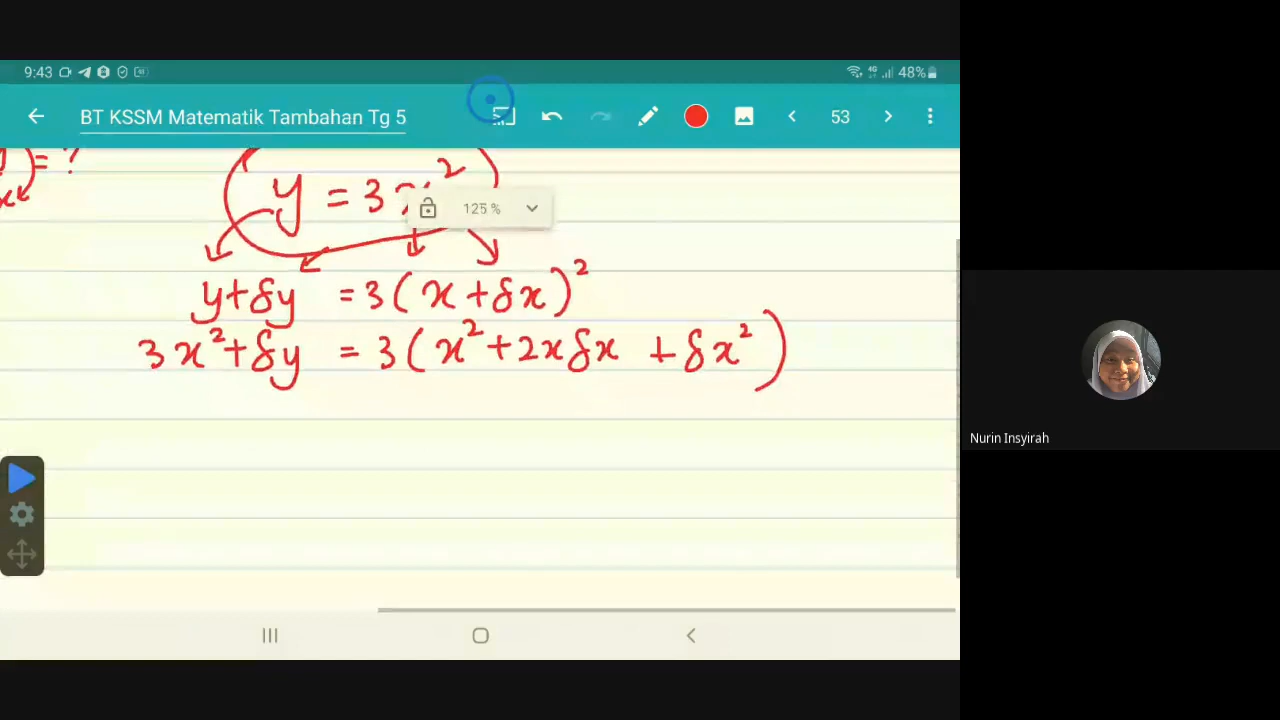 9:43 48%
BT KSSM Matematik Tambahan Tg 5 53
= ?
y = 3x²
125 %
y+δy = 3(x+δx)²
3x²+δy = 3(x²+2xδx +δx²)
Nurin Insyirah